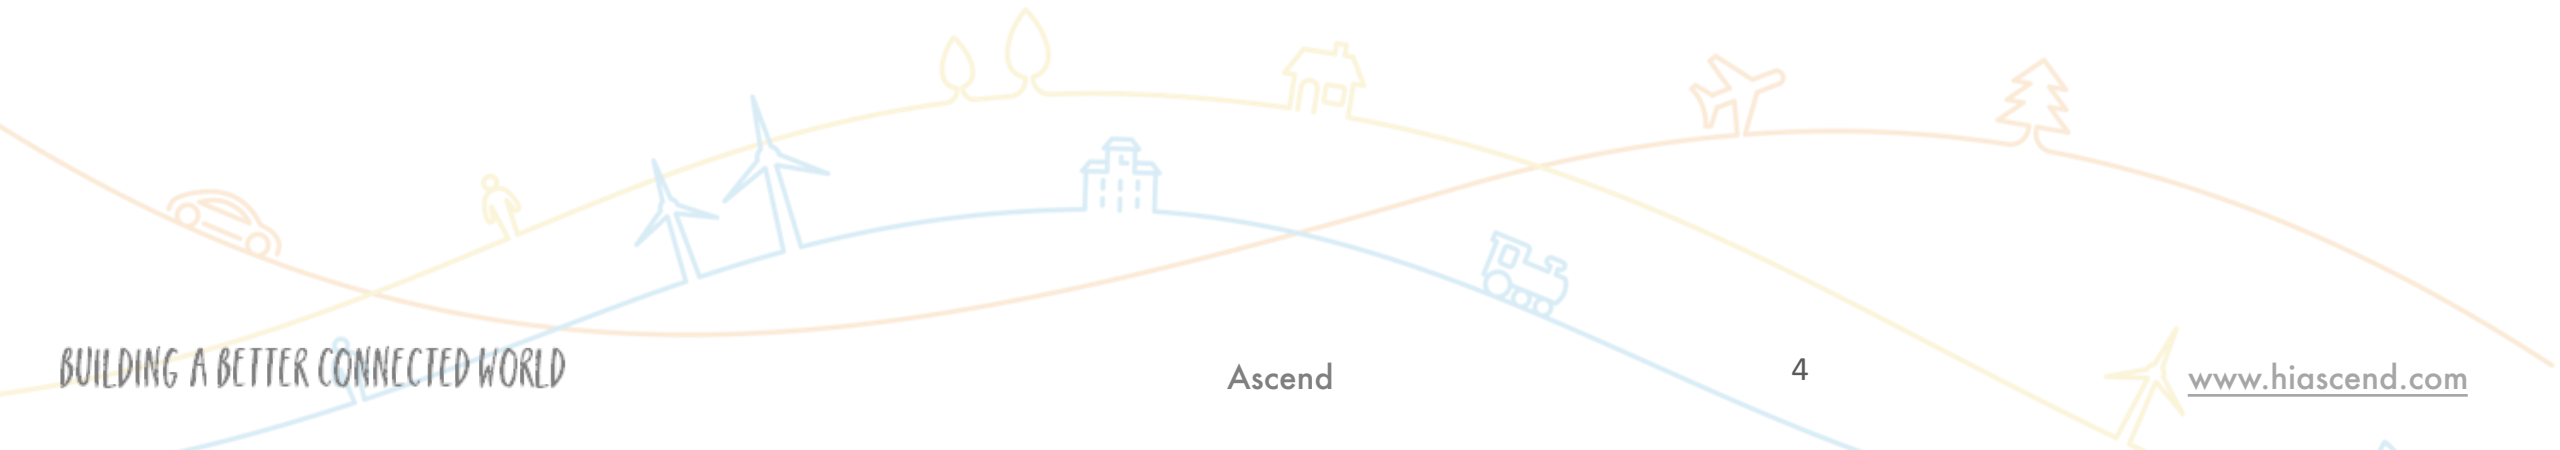 BUILDING A BETTER CONNECTED WORLD
Ascend
4
www.hiascend.com